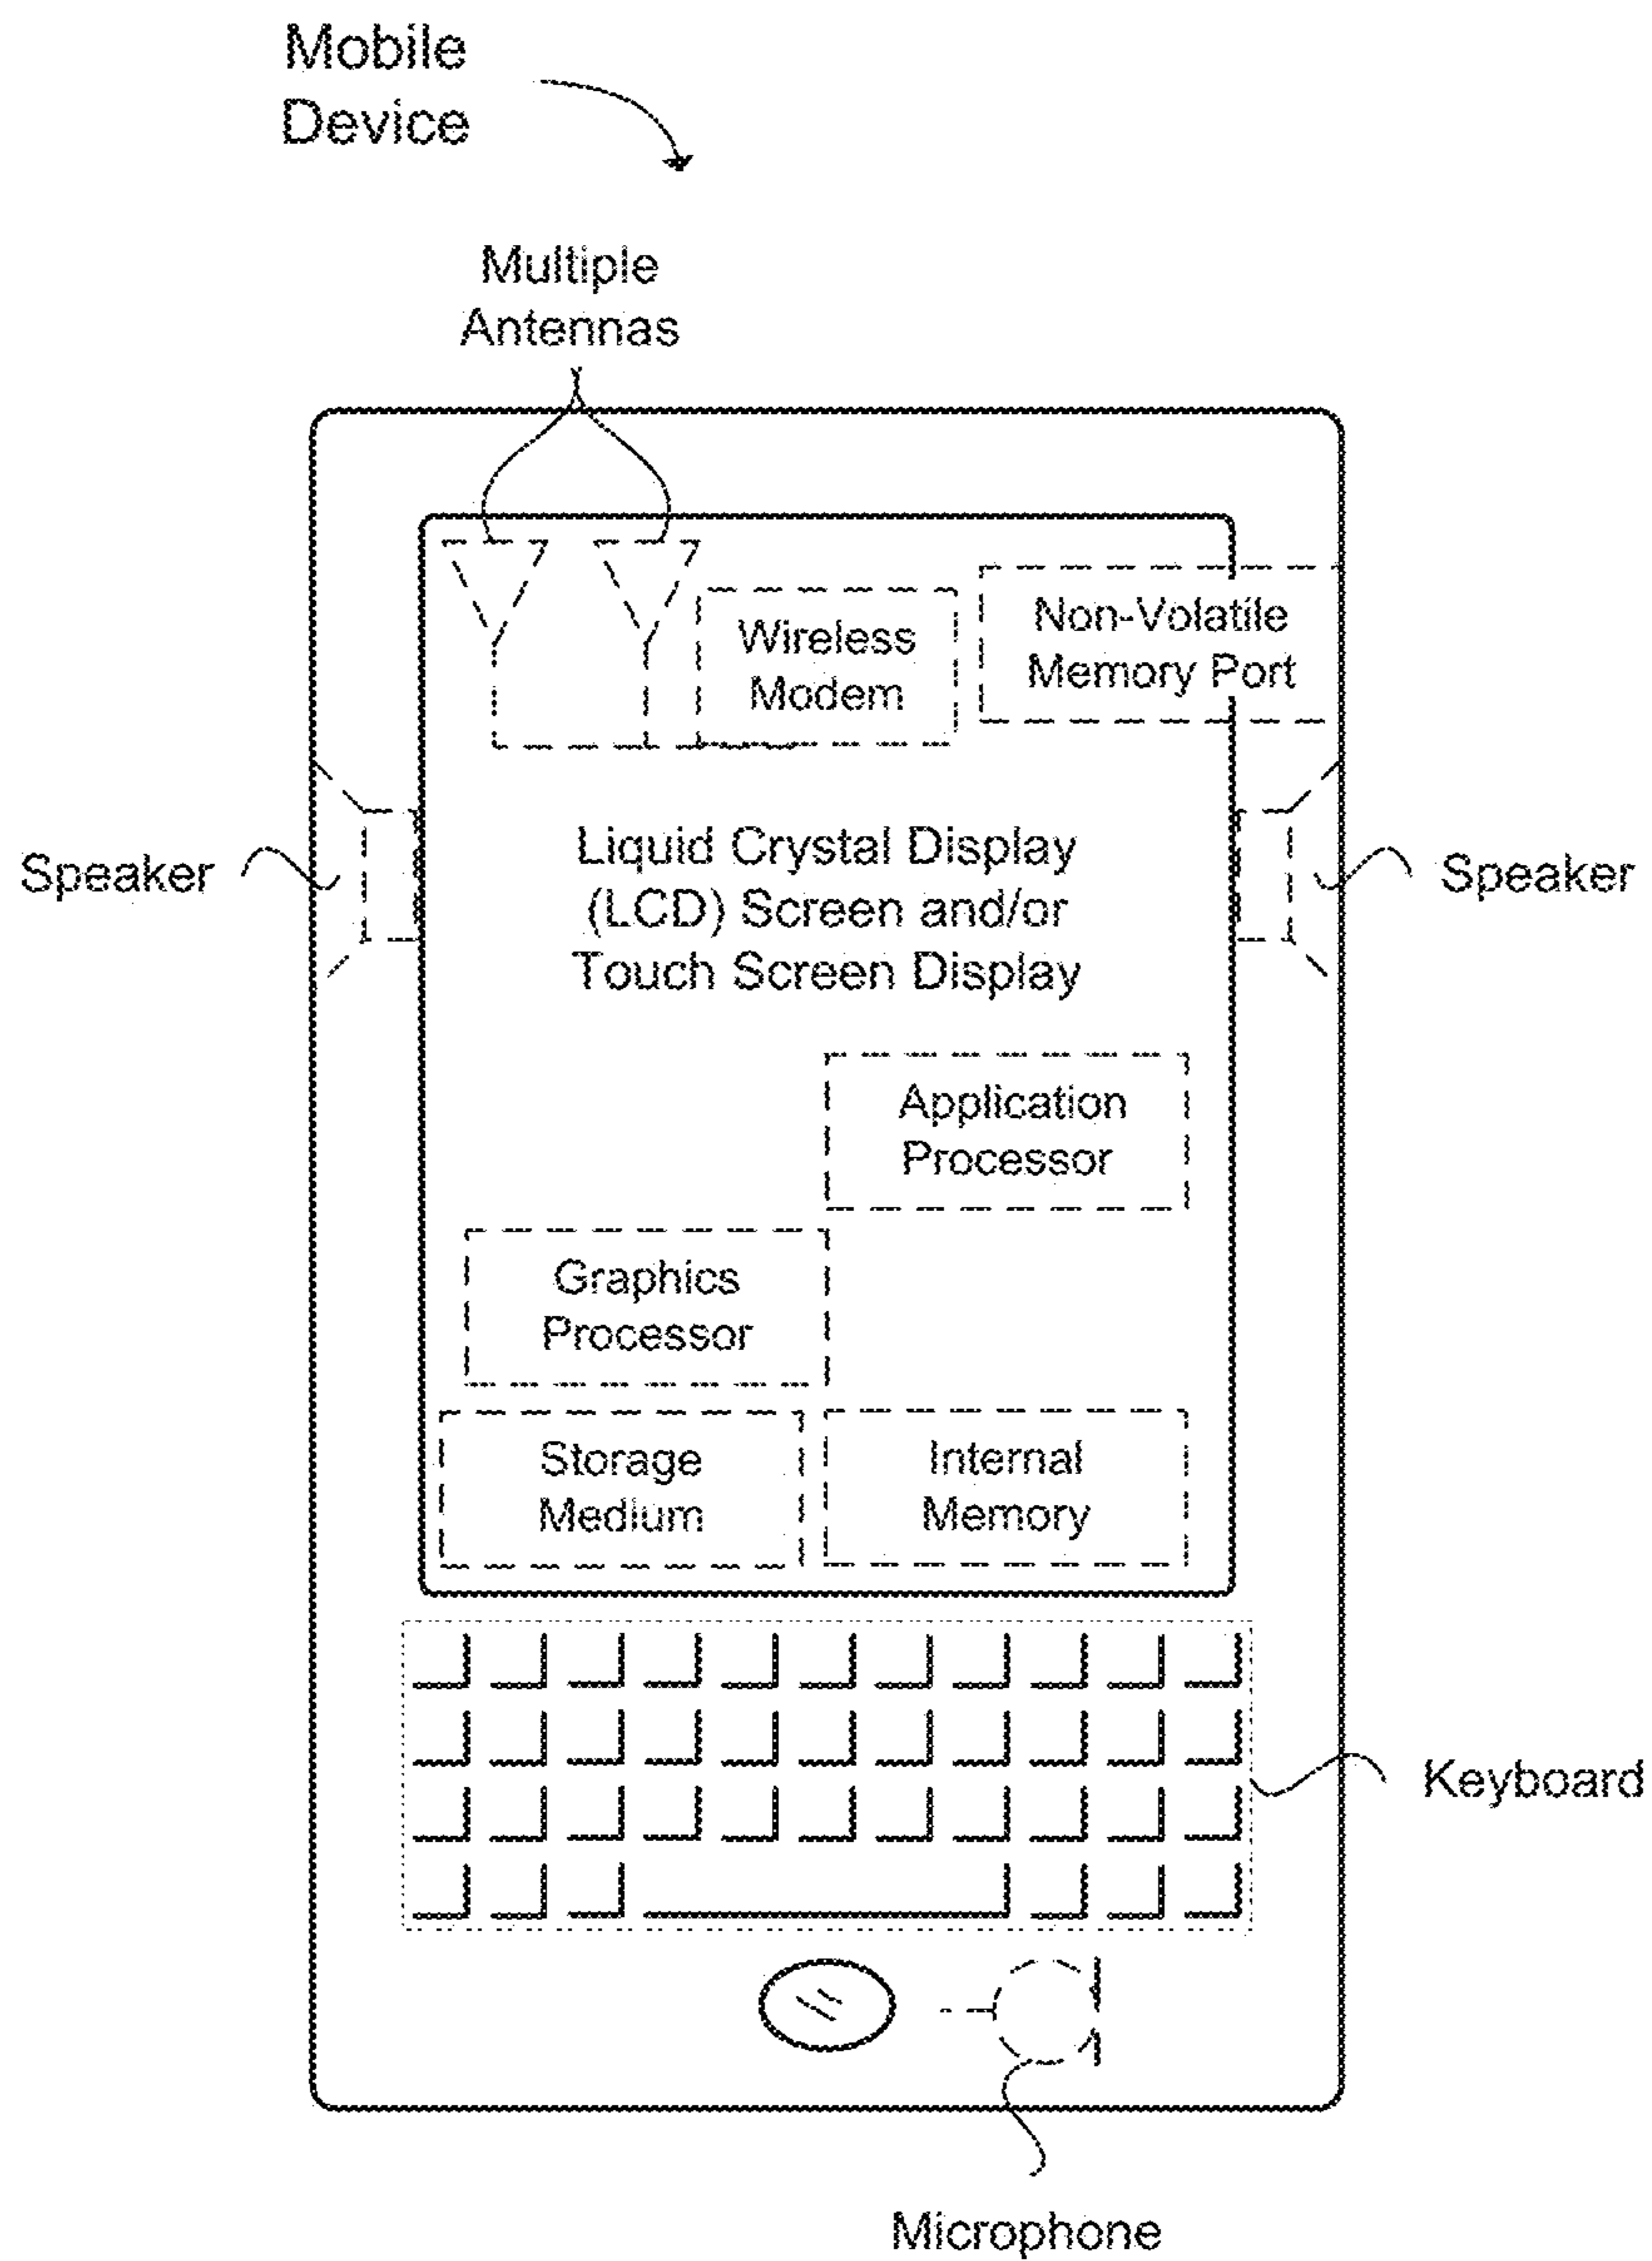 Mobile
Device
Multiple
Antennas
Wireless
Modem
Non-Volatile
Memory Port
Speaker
Liquid Crystal Display
(LCD) Screen and/or
Touch Screen Display
Speaker
Application
Processor
Graphics
Processor
Storage
Medium
Internal
Memory
Keyboard
Microphone